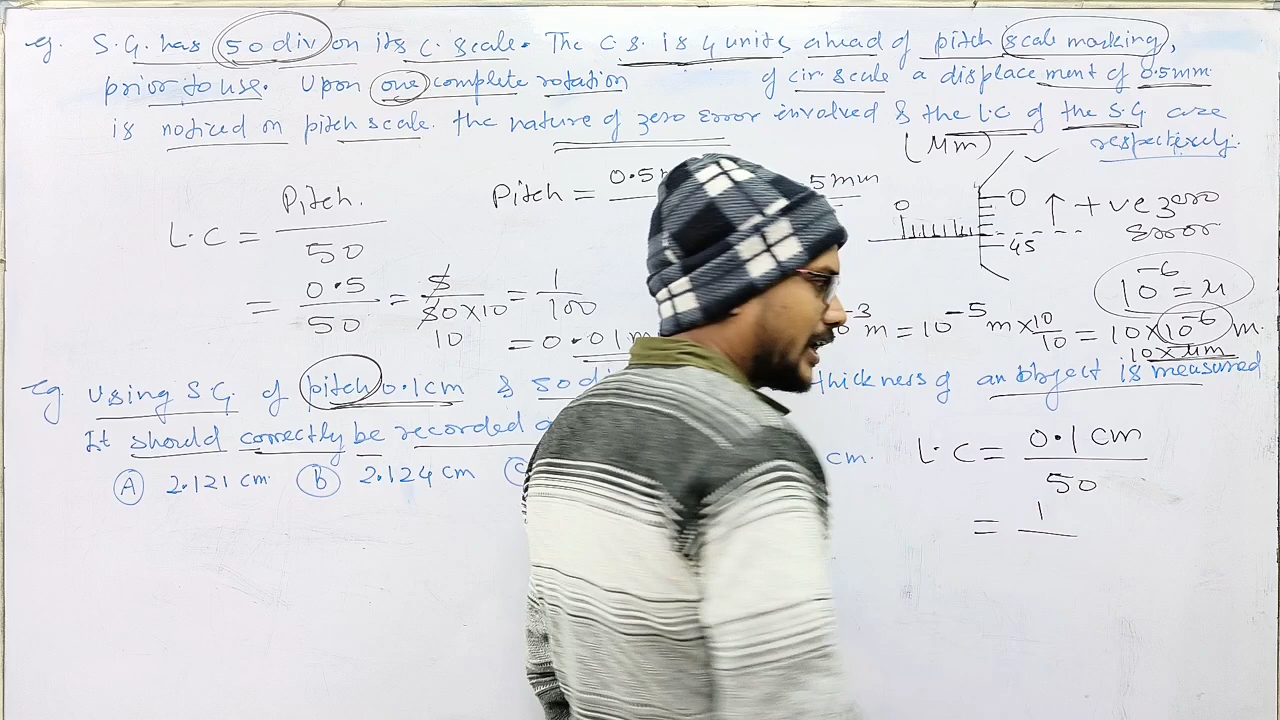 eg. S.G. has 50 div on its c. scale. The C.S. is 4 units ahead of pitch scale marking,
prior to use. Upon one complete rotation of cir. scale a displacement of 0.5mm
is noticed on pitch scale. the nature of zero error involved & the L.C of the S.G are
respectively.
(μm)
L.C = Pitch. / 50
Pitch = 0.5
5mm
0
0
45
↑ +ve zero
error
= 0.5 / 50 = 5 / 50×10 = 1 / 100
10
= 0.01m
10⁻⁶ = μ
-3 m = 10⁻⁵ m × 10/10 = 10 × 10⁻⁶ m.
10 × μm
eg. using S.G. of pitch 0.1cm & 50 di thickness of an object is measured
It should correctly be recorded
(A) 2.121 cm (B) 2.124 cm cm.
L.C = 0.1 cm / 50
= 1